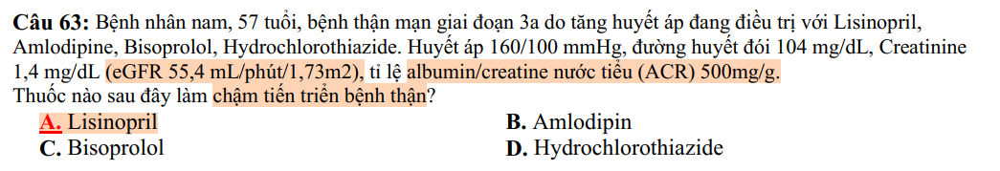 Câu 63: Bệnh nhân nam, 57 tuổi, bệnh thận mạn giai đoạn 3a do tăng huyết áp đang điều trị với Lisinopril,
Amlodipine, Bisoprolol, Hydrochlorothiazide. Huyết áp 160/100 mmHg, đường huyết đói 104 mg/dL, Creatinine
1,4 mg/dL (eGFR 55,4 mL/phút/1,73m2), tỉ lệ albumin/creatine nước tiểu (ACR) 500mg/g.
Thuốc nào sau đây làm chậm tiến triển bệnh thận?
A. Lisinopril B. Amlodipin
C. Bisoprolol D. Hydrochlorothiazide